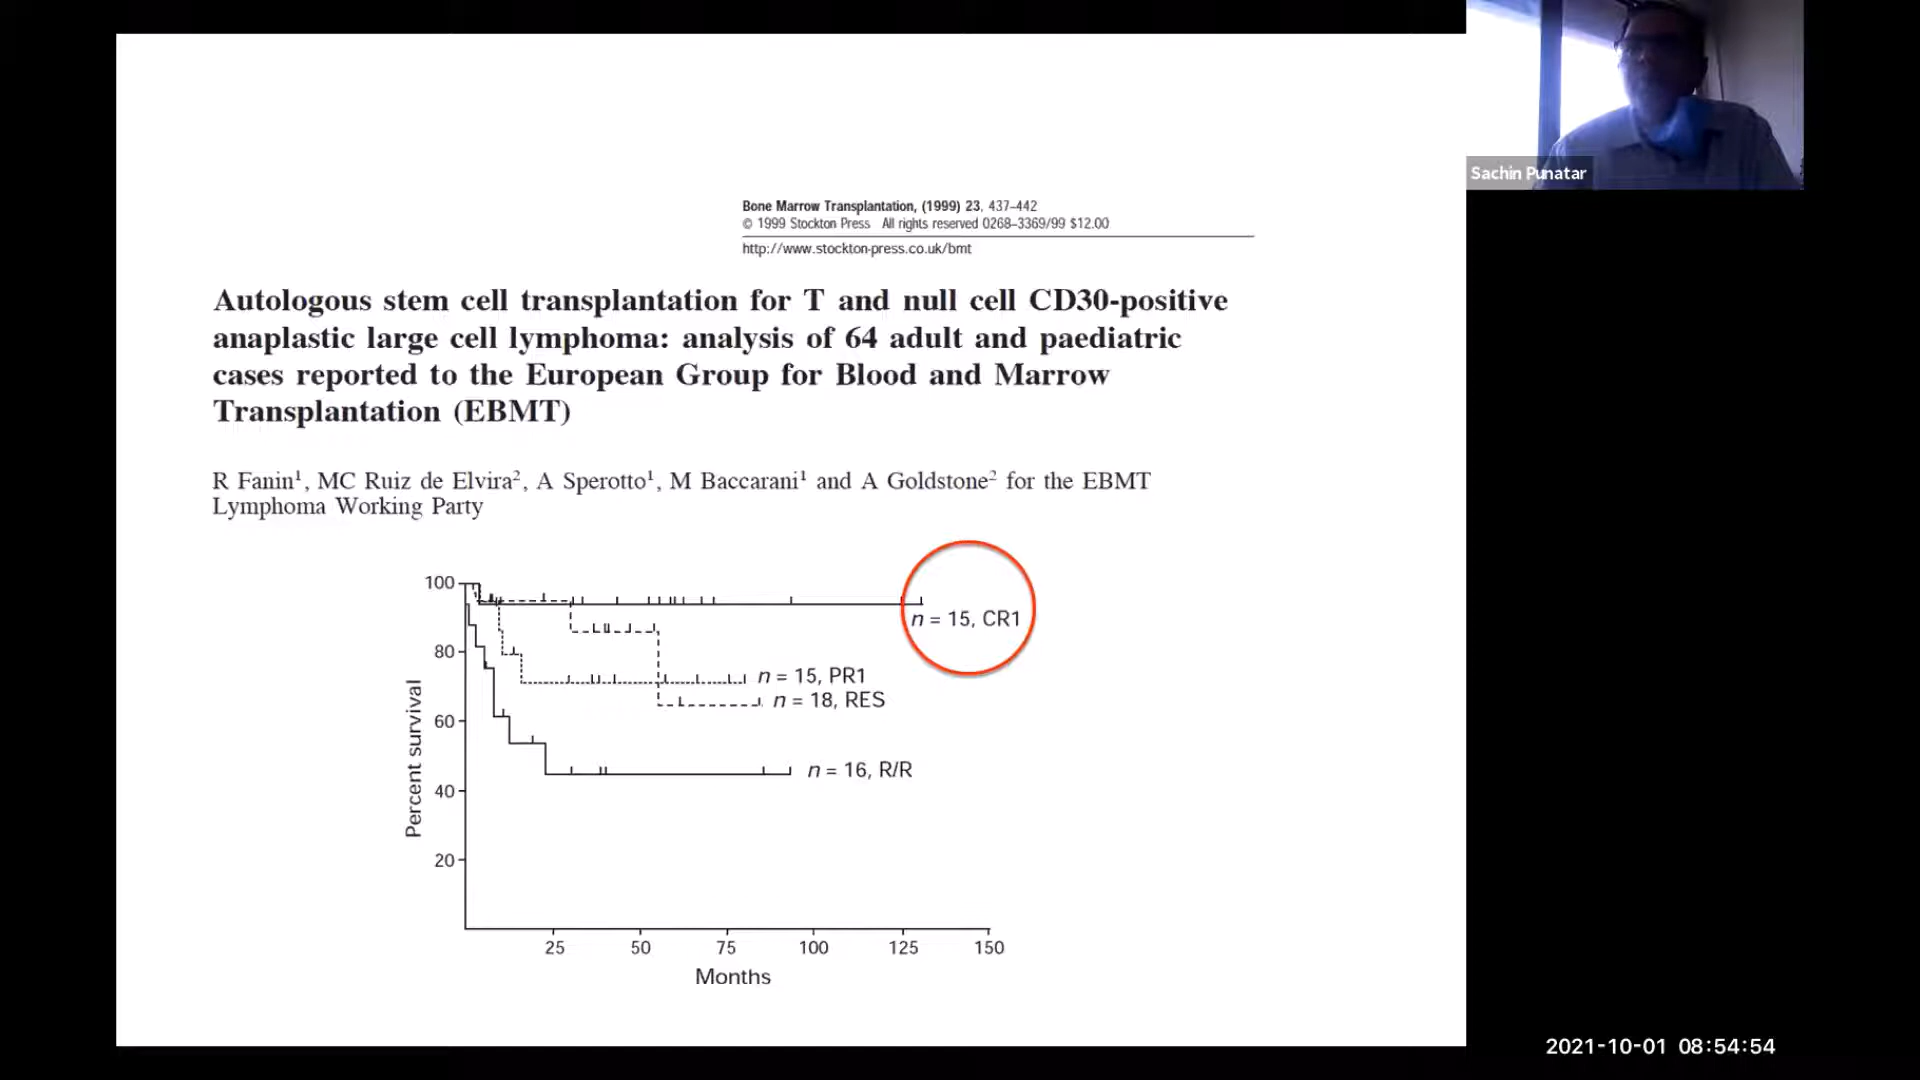 Sachin Punatar
Bone Marrow Transplantation, (1999) 23, 437–442
© 1999 Stockton Press All rights reserved 0268–3369/99 $12.00
http://www.stockton-press.co.uk/bmt
Autologous stem cell transplantation for T and null cell CD30-positive
anaplastic large cell lymphoma: analysis of 64 adult and paediatric
cases reported to the European Group for Blood and Marrow
Transplantation (EBMT)
R Fanin¹, MC Ruiz de Elvira², A Sperotto¹, M Baccarani¹ and A Goldstone² for the EBMT
Lymphoma Working Party
100
80
60
40
20
Percent survival
n = 15, CR1
n = 15, PR1
n = 18, RES
n = 16, R/R
25 50 75 100 125 150
Months
2021-10-01 08:54:54